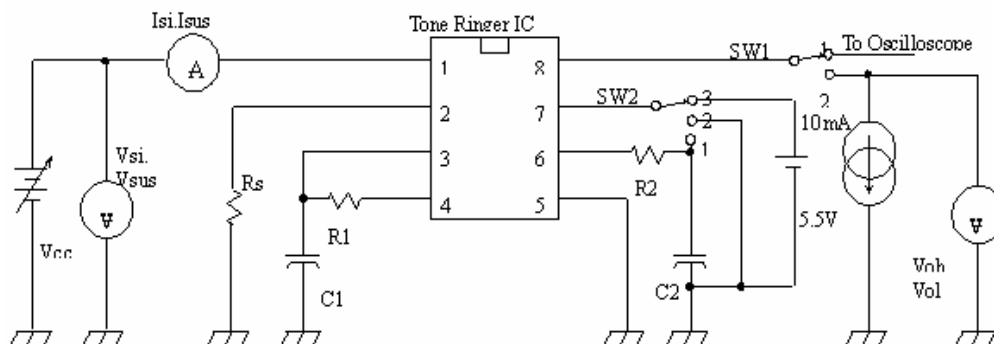 Isi.Isus
Tone Ringer IC
A
1
8
SW1
1
To Oscilloscope
2
2
7
SW2
3
2
1
10mA
Vsi.
Vsus
Rs
3
6
R2
4
5
R1
5.5V
V
V
Vcc
C1
C2
Voh
Vol